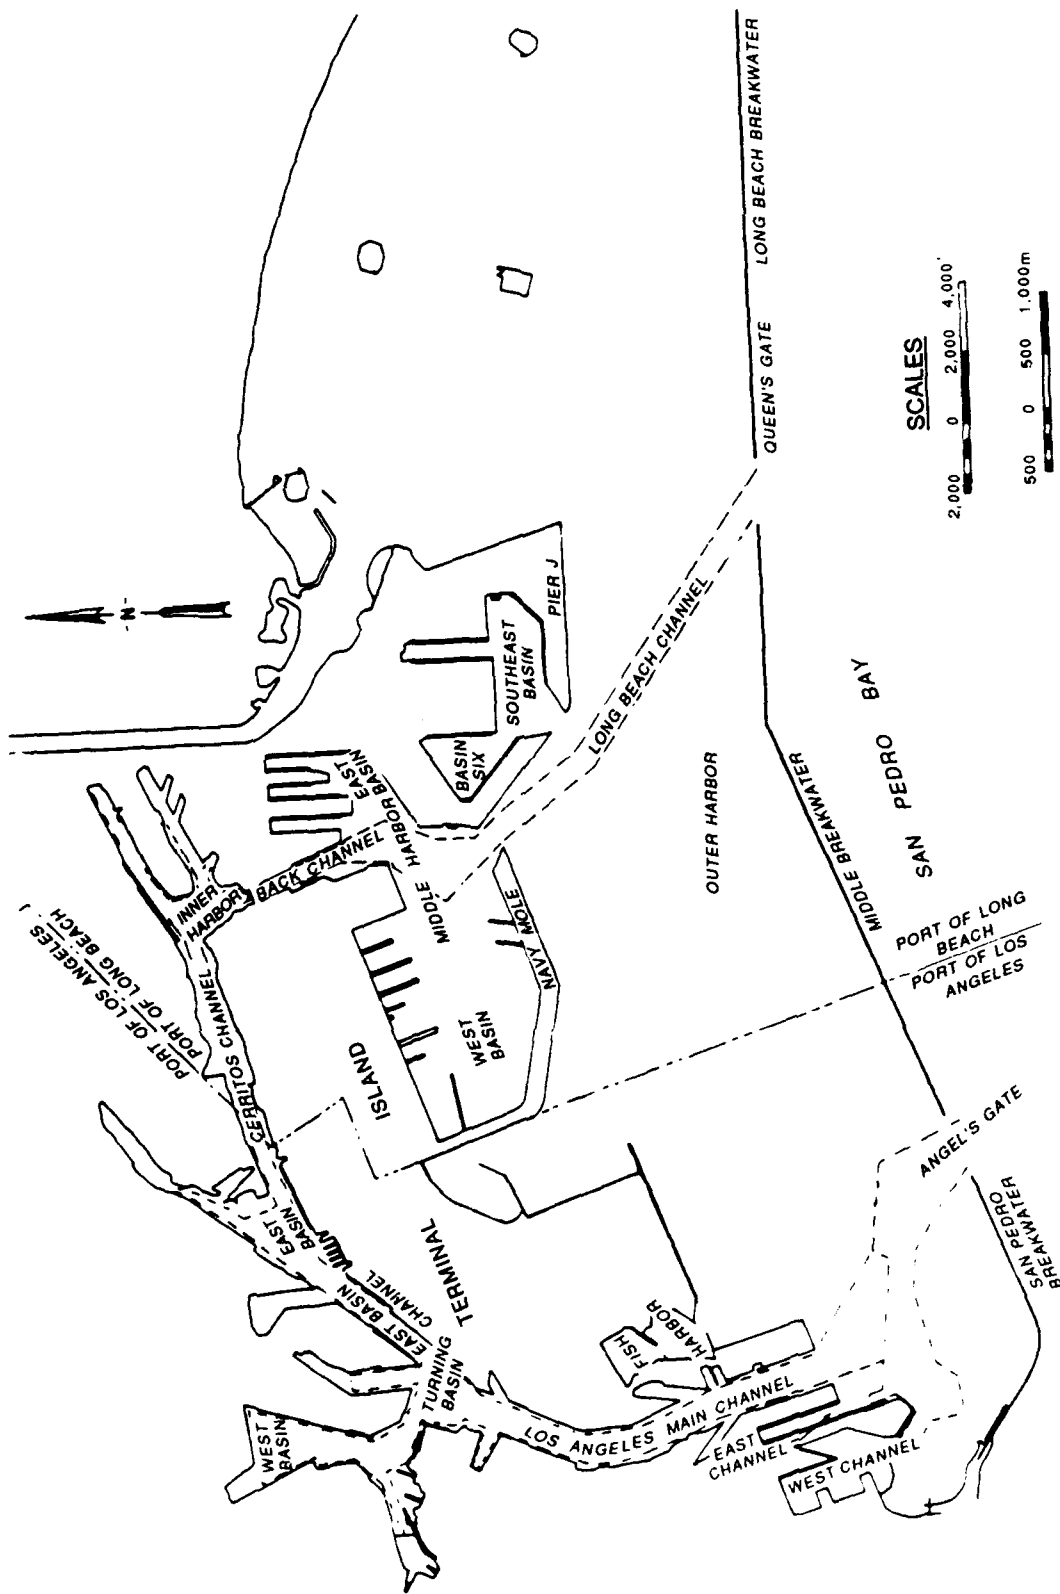 WEST
BASIN
TURNING
BASIN
EAST BASIN
CHANNEL
EAST
BASIN
CERRITOS CHANNEL
PORT OF LOS ANGELES
PORT OF LONG BEACH
INNER
HARBOR
BACK CHANNEL
EAST
BASIN
MIDDLE HARBOR
N
TERMINAL
ISLAND
WEST
BASIN
NAVY MOLE
BASIN
SIX
SOUTHEAST
BASIN
PIER J
LONG BEACH CHANNEL
LOS ANGELES MAIN CHANNEL
FISH
HARBOR
EAST
CHANNEL
WEST CHANNEL
OUTER HARBOR
SAN PEDRO
BREAKWATER
ANGEL'S GATE
MIDDLE BREAKWATER
PORT OF LONG
BEACH
PORT OF LOS
ANGELES
SAN PEDRO BAY
QUEEN'S GATE
LONG BEACH BREAKWATER
SCALES
2,000 0 2,000 4,000'
500 0 500 1,000m